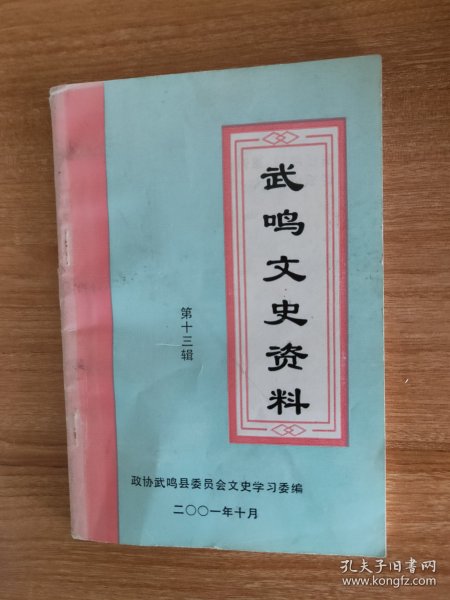 武鸣文史资料
第十三辑
政协武鸣县委员会文史学习委编
二〇〇一年十月
孔夫子旧书网
www.kongfz.com